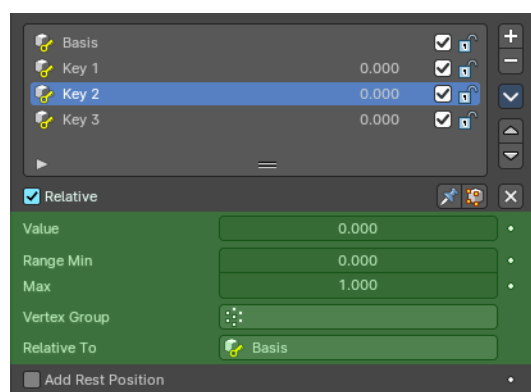 Basis
Key 1 0.000
Key 2 0.000
Key 3 0.000
Relative
Value 0.000
Range Min 0.000
Max 1.000
Vertex Group
Relative To Basis
Add Rest Position